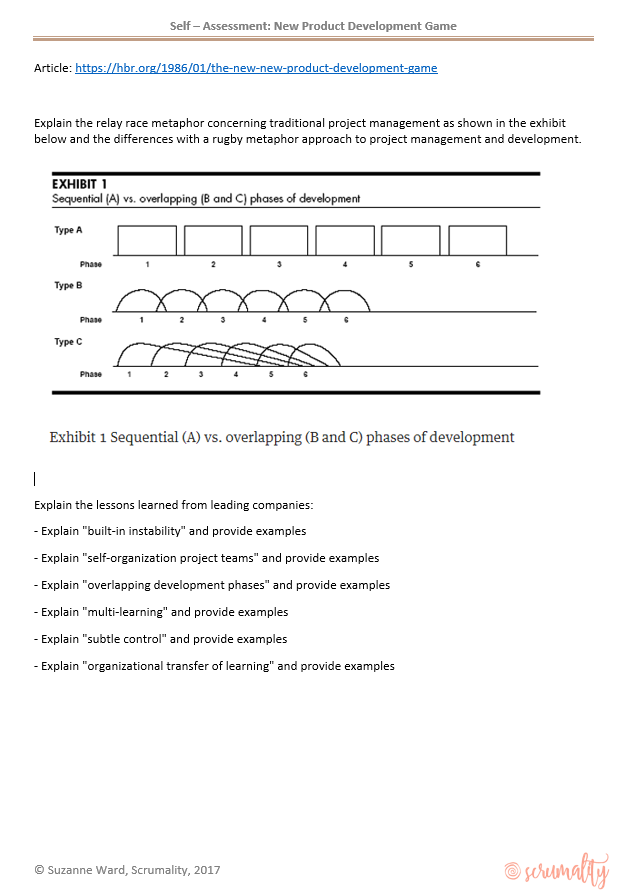 Self – Assessment: New Product Development Game
Article: https://hbr.org/1986/01/the-new-new-product-development-game
Explain the relay race metaphor concerning traditional project management as shown in the exhibit
below and the differences with a rugby metaphor approach to project management and development.
EXHIBIT 1
Sequential (A) vs. overlapping (B and C) phases of development
Type A
Phase 1 2 3 4 5 6
Type B
Phase 1 2 3 4 5 6
Type C
Phase 1 2 3 4 5 6
Exhibit 1 Sequential (A) vs. overlapping (B and C) phases of development
Explain the lessons learned from leading companies:
- Explain "built-in instability" and provide examples
- Explain "self-organization project teams" and provide examples
- Explain "overlapping development phases" and provide examples
- Explain "multi-learning" and provide examples
- Explain "subtle control" and provide examples
- Explain "organizational transfer of learning" and provide examples
© Suzanne Ward, Scrumality, 2017
scrumality